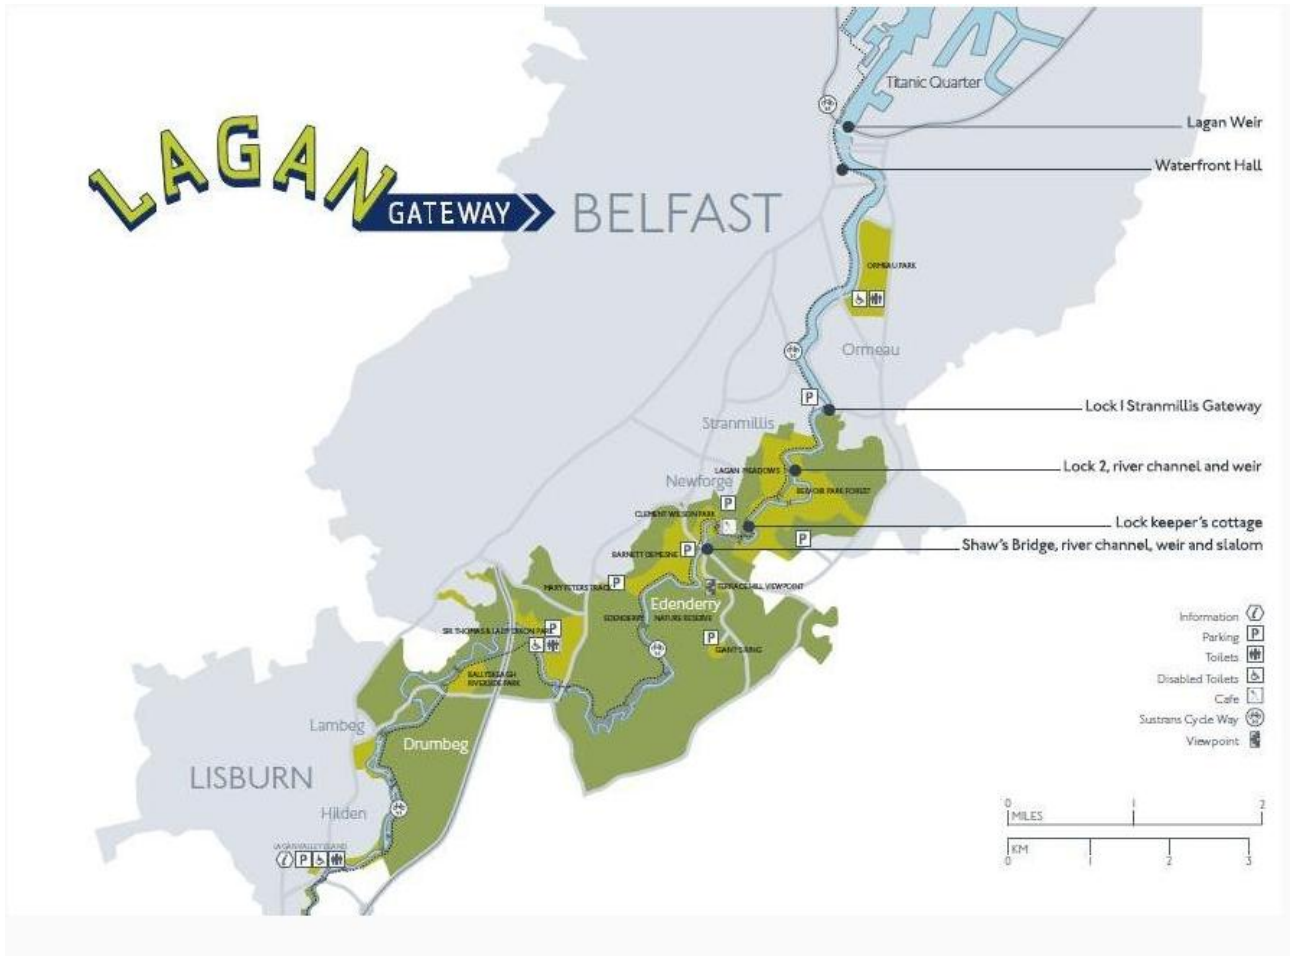 LAGAN
GATEWAY
BELFAST
Titanic Quarter
Lagan Weir
Waterfront Hall
ORMEAU PARK
Ormeau
P
Lock 1 Stranmillis Gateway
Stranmillis
LAGAN MEADOWS
Lock 2, river channel and weir
Newforge
BELVOIR PARK FOREST
P
CLEMENT WILSON PARK
Lock keeper's cottage
P
Shaw's Bridge, river channel, weir and slalom
BARNETT DEMESNE
P
MARY PETERS TRACK
P
TERRACE HILL VIEWPOINT
Edenderry
EDENDERRY NATURE RESERVE
SIR THOMAS & LADY DIXON PARK
P
P
GIANT'S RING
BALLYSKEAGH
RIVERSIDE PARK
Lambeg
Drumbeg
LISBURN
Hilden
LAGAN VALLEY ISLAND
i P
Information i
Parking P
Toilets
Disabled Toilets
Cafe
Sustrans Cycle Way
Viewpoint
0 1 2
MILES
KM
0 1 2 3